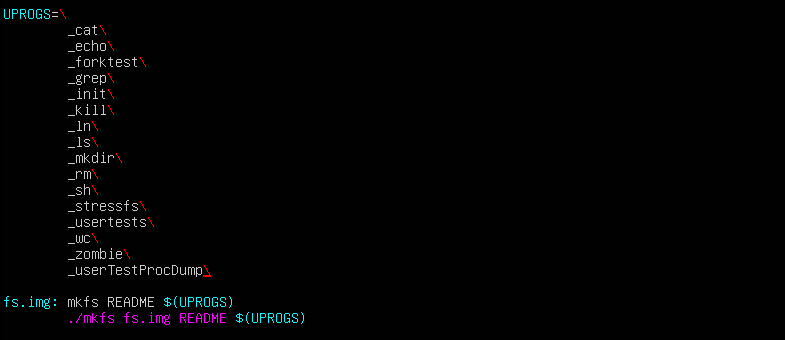 UPROGS=\
_cat\
_echo\
_forktest\
_grep\
_init\
_kill\
_ln\
_ls\
_mkdir\
_rm\
_sh\
_stressfs\
_usertests\
_wc\
_zombie\
_userTestProcDump\
fs.img: mkfs README $(UPROGS)
./mkfs fs.img README $(UPROGS)